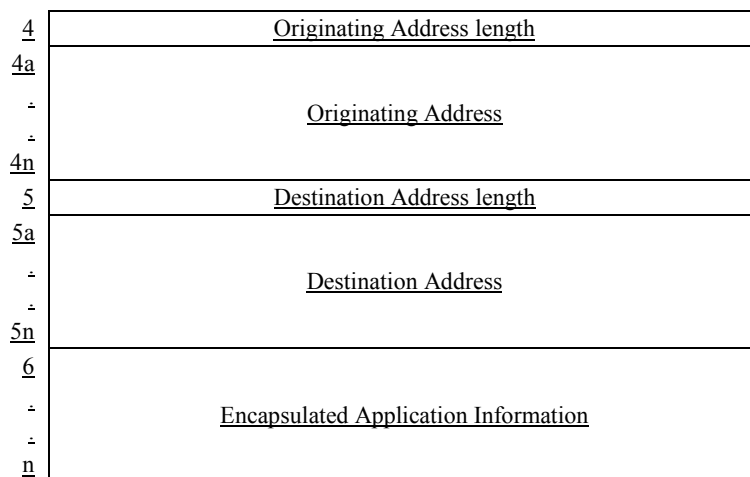 4 Originating Address length
4a
.
Originating Address
.
4n
5 Destination Address length
5a
.
Destination Address
.
5n
6
.
Encapsulated Application Information
.
n